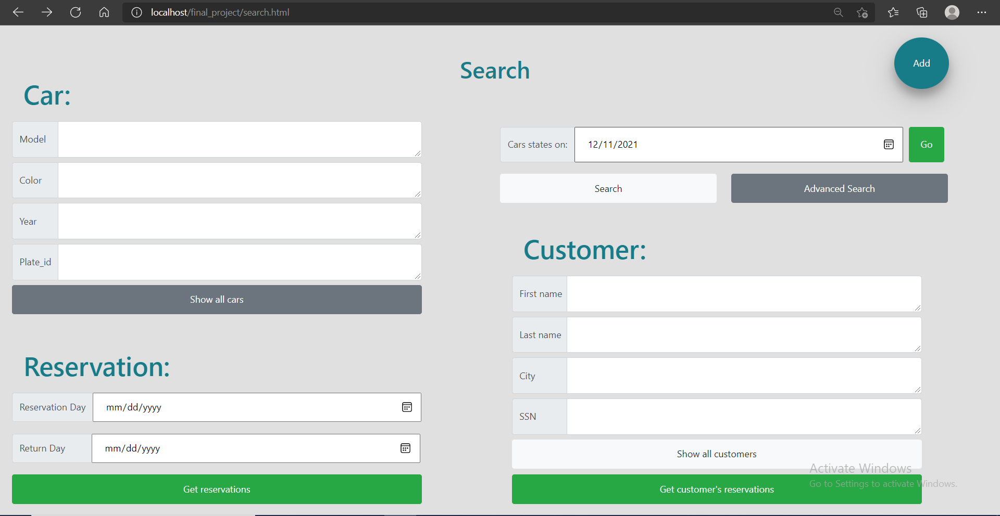 localhost/final_project/search.html
Search
Add
Car:
Model
Color
Year
Plate_id
Show all cars
Cars states on:
12/11/2021
Go
Search
Advanced Search
Reservation:
Reservation Day
mm/dd/yyyy
Return Day
mm/dd/yyyy
Get reservations
Customer:
First name
Last name
City
SSN
Show all customers
Get customer's reservations
Activate Windows
Go to Settings to activate Windows.